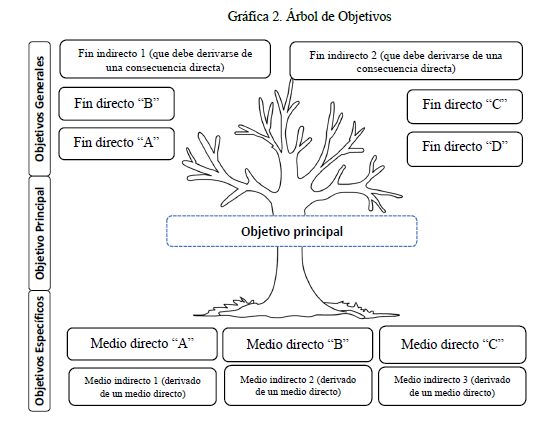 Gráfica 2. Árbol de Objetivos
Fin indirecto 1 (que debe derivarse de
una consecuencia directa)
Fin indirecto 2 (que debe derivarse de una
consecuencia directa)
Objetivos Generales
Fin directo “B”
Fin directo “C”
Fin directo “A”
Fin directo “D”
Objetivo Principal
Objetivo principal
Objetivos Específicos
Medio directo “A”
Medio directo “B”
Medio directo “C”
Medio indirecto 1 (derivado
de un medio directo)
Medio indirecto 2 (derivado
de un medio directo)
Medio indirecto 3 (derivado
de un medio directo)